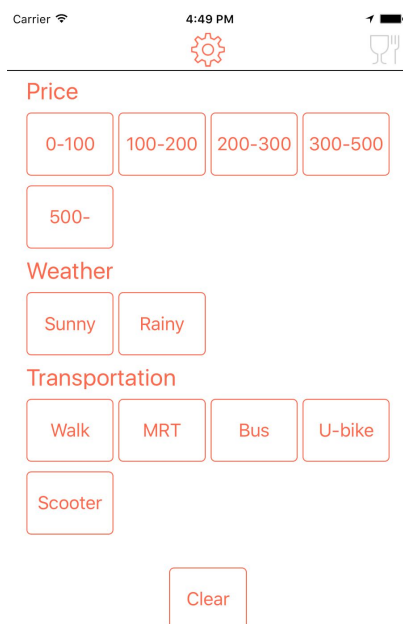 Carrier 4:49 PM
Price
0-100 100-200 200-300 300-500
500-
Weather
Sunny Rainy
Transportation
Walk MRT Bus U-bike
Scooter
Clear